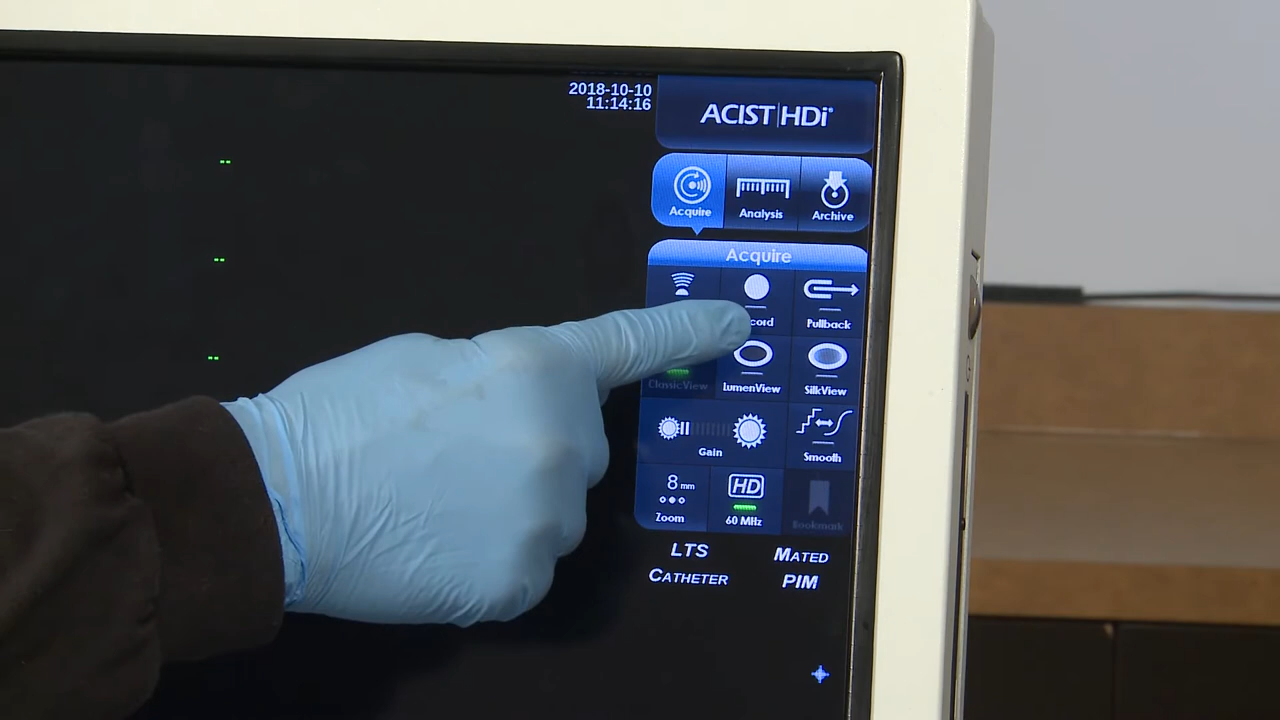 2018-10-10
11:14:16
ACIST|HDi®
Acquire Analysis Archive
Acquire
cord Pullback
ClassicView LumenView SilkView
Gain Smooth
8 mm HD
Zoom 60 MHz Bookmark
LTS MATED
CATHETER PIM